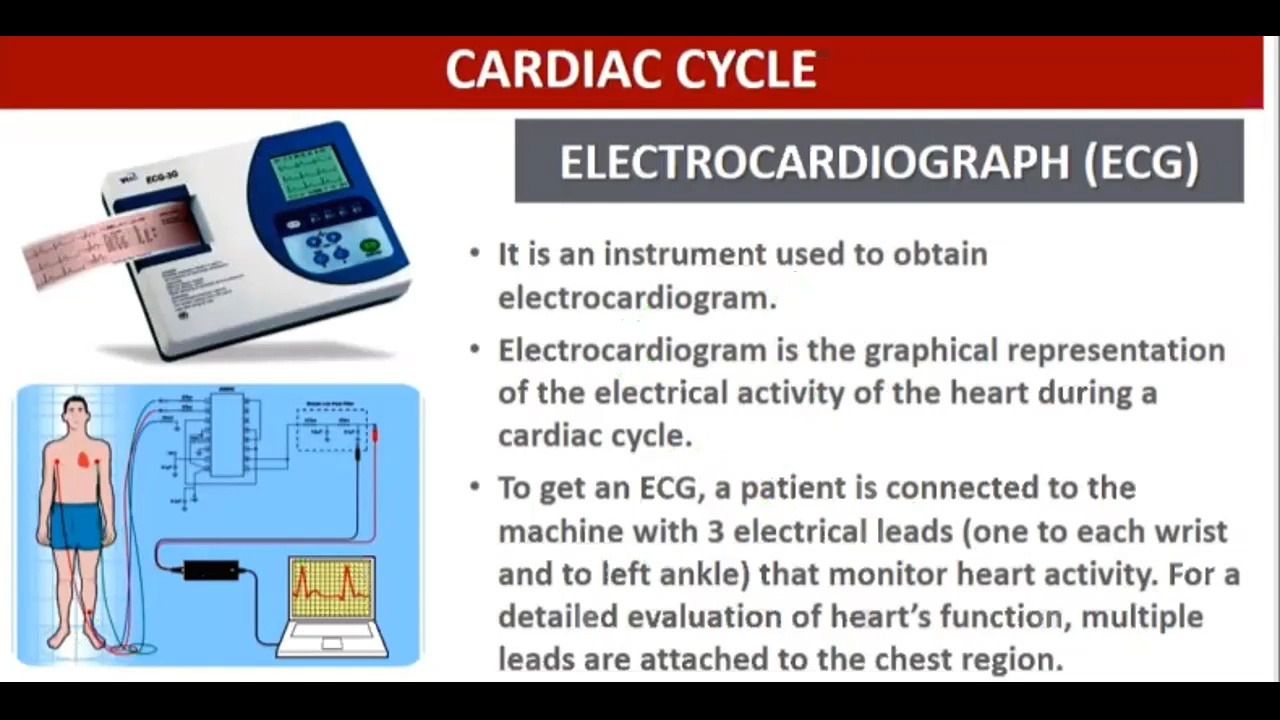 CARDIAC CYCLE
ECG-3G
ELECTROCARDIOGRAPH (ECG)
• It is an instrument used to obtain
electrocardiogram.
• Electrocardiogram is the graphical representation
of the electrical activity of the heart during a
cardiac cycle.
• To get an ECG, a patient is connected to the
machine with 3 electrical leads (one to each wrist
and to left ankle) that monitor heart activity. For a
detailed evaluation of heart's function, multiple
leads are attached to the chest region.